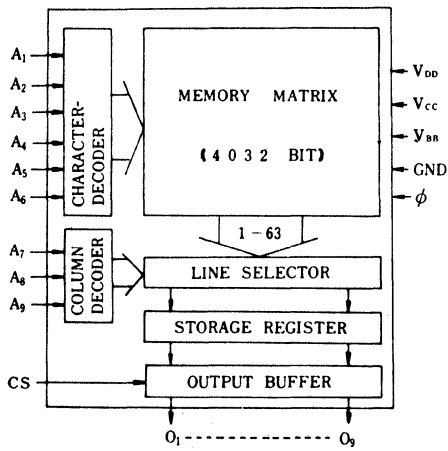 A1
A2
A3
A4
A5
A6
CHARACTER-
DECODER
MEMORY MATRIX
(4032 BIT)
VDD
VCC
VBB
GND
ϕ
1-63
A7
A8
A9
COLUMN
DECODER
LINE SELECTOR
STORAGE REGISTER
CS
OUTPUT BUFFER
O1 ---------------- O9